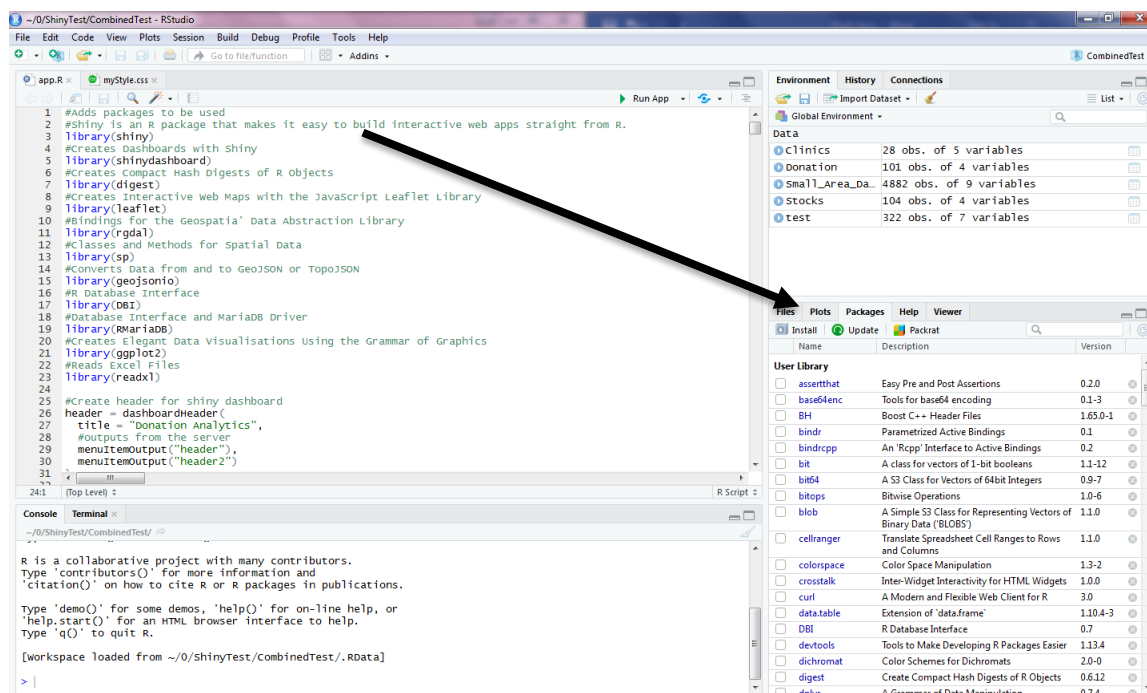 ~/0/ShinyTest/CombinedTest - RStudio
File Edit Code View Plots Session Build Debug Profile Tools Help
Go to file/function Addins
CombinedTest
app.R myStyle.css
Run App
1 #Adds packages to be used
2 #Shiny is an R package that makes it easy to build interactive web apps straight from R.
3 library(shiny)
4 #Creates Dashboards with Shiny
5 library(shinydashboard)
6 #Creates Compact Hash Digests of R Objects
7 library(digest)
8 #Creates Interactive Web Maps with the JavaScript Leaflet Library
9 library(leaflet)
10 #Bindings for the Geospatia' Data Abstraction Library
11 library(rgdal)
12 #Classes and Methods for Spatial Data
13 library(sp)
14 #Converts Data from and to GeoJSON or TopoJSON
15 library(geojsonio)
16 #R Database Interface
17 library(DBI)
18 #Database Interface and MariaDB Driver
19 library(RMariaDB)
20 #Creates Elegant Data Visualisations Using the Grammar of Graphics
21 library(ggplot2)
22 #Reads Excel Files
23 library(readxl)
24
25 #Create header for shiny dashboard
26 header = dashboardHeader(
27 title = "Donation Analytics",
28 #outputs from the server
29 menuItemOutput("header"),
30 menuItemOutput("header2")
31
24:1 (Top Level) R Script
Console Terminal
~/0/ShinyTest/CombinedTest/
R is a collaborative project with many contributors.
Type 'contributors()' for more information and
'citation()' on how to cite R or R packages in publications.
Type 'demo()' for some demos, 'help()' for on-line help, or
'help.start()' for an HTML browser interface to help.
Type 'q()' to quit R.
[Workspace loaded from ~/0/ShinyTest/CombinedTest/.RData]
>
Environment History Connections
Import Dataset List
Global Environment
Data
Clinics 28 obs. of 5 variables
Donation 101 obs. of 4 variables
Small_Area_Da… 4882 obs. of 9 variables
Stocks 104 obs. of 4 variables
test 322 obs. of 7 variables
Files Plots Packages Help Viewer
Install Update Packrat
Name Description Version
User Library
assertthat Easy Pre and Post Assertions 0.2.0
base64enc Tools for base64 encoding 0.1-3
BH Boost C++ Header Files 1.65.0-1
bindr Parametrized Active Bindings 0.1
bindrcpp An 'Rcpp' Interface to Active Bindings 0.2
bit A class for vectors of 1-bit booleans 1.1-12
bit64 A S3 Class for Vectors of 64bit Integers 0.9-7
bitops Bitwise Operations 1.0-6
blob A Simple S3 Class for Representing Vectors of 1.1.0
Binary Data ('BLOBS')
cellranger Translate Spreadsheet Cell Ranges to Rows 1.1.0
and Columns
colorspace Color Space Manipulation 1.3-2
crosstalk Inter-Widget Interactivity for HTML Widgets 1.0.0
curl A Modern and Flexible Web Client for R 3.0
data.table Extension of `data.frame` 1.10.4-3
DBI R Database Interface 0.7
devtools Tools to Make Developing R Packages Easier 1.13.4
dichromat Color Schemes for Dichromats 2.0-0
digest Create Compact Hash Digests of R Objects 0.6.12
dplyr A Grammar of Data Manipulation 0.7.4